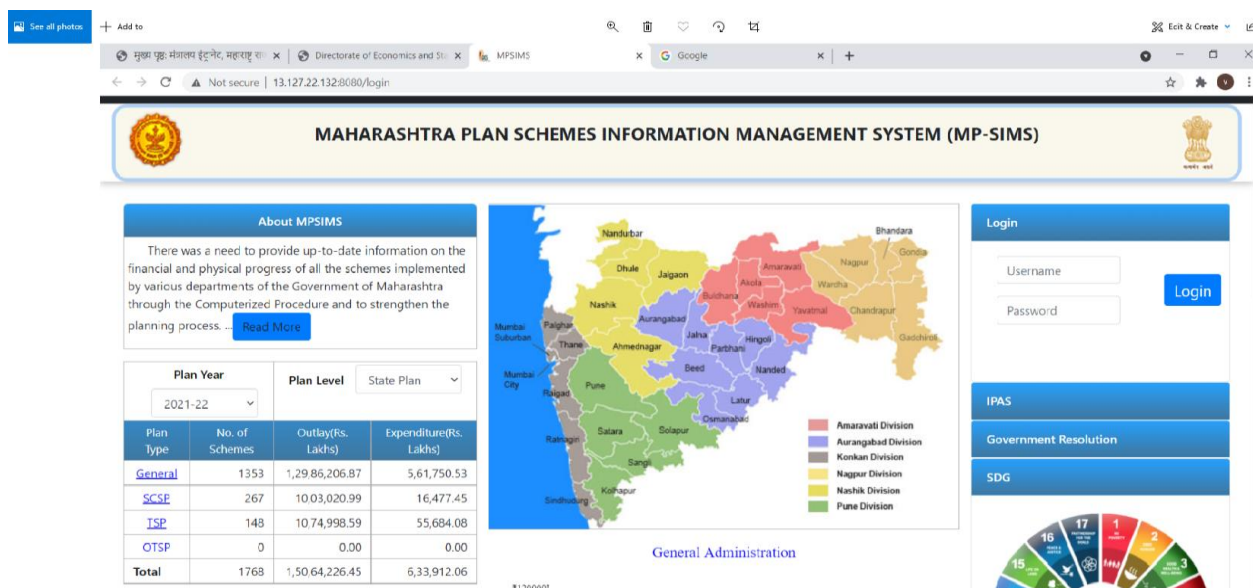 See all photos
Add to
Edit & Create
मुख्य पृष्ठ: मंत्रालय इंट्रानेट, महाराष्ट्र
Directorate of Economics and Sta
MPSIMS
Google
Not secure | 13.127.22.132:8080/login
MAHARASHTRA PLAN SCHEMES INFORMATION MANAGEMENT SYSTEM (MP-SIMS)
About MPSIMS
There was a need to provide up-to-date information on the
financial and physical progress of all the schemes implemented
by various departments of the Government of Maharashtra
through the Computerized Procedure and to strengthen the
planning process. ... Read More
Plan Year
2021-22
Plan Level State Plan
Plan Type No. of Schemes Outlay(Rs. Lakhs) Expenditure(Rs. Lakhs)
General 1353 1,29,86,206.87 5,61,750.53
SCSP 267 10,03,020.99 16,477.45
TSP 148 10,74,998.59 55,684.08
OTSP 0 0.00 0.00
Total 1768 1,50,64,226.45 6,33,912.06
Nandurbar
Dhule
Jalgaon
Nashik
Ahmednagar
Aurangabad
Jalna
Parbhani
Hingoli
Beed
Nanded
Latur
Osmanabad
Buldhana
Akola
Amaravati
Washim
Yavatmal
Wardha
Nagpur
Bhandara
Gondia
Chandrapur
Gadchiroli
Mumbai Suburban
Mumbai City
Palghar
Thane
Raigad
Ratnagiri
Sindhudurg
Pune
Satara
Solapur
Sangli
Kolhapur
Amaravati Division
Aurangabad Division
Konkan Division
Nagpur Division
Nashik Division
Pune Division
General Administration
Login
Username
Password
Login
IPAS
Government Resolution
SDG
15
16
17
1
2
3